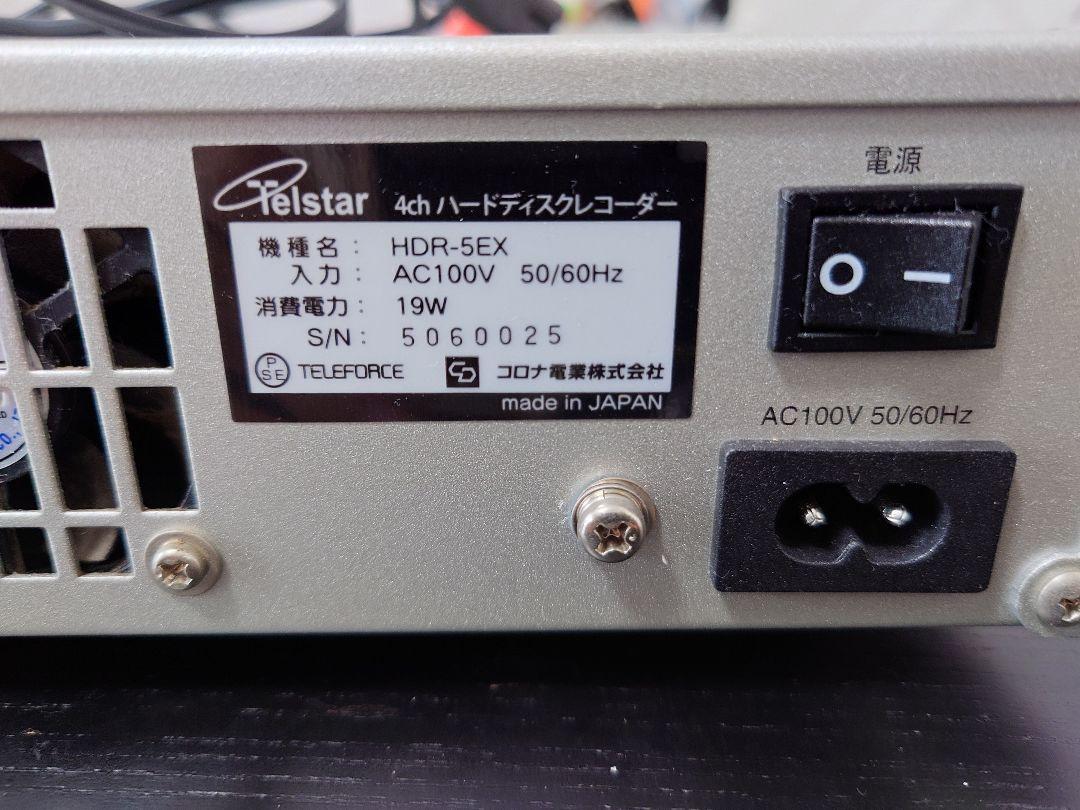 Telstar 4ch ハードディスクレコーダー
機種名： HDR-5EX
入力： AC100V 50/60Hz
消費電力： 19W
S/N： 5060025
PSE TELEFORCE CD コロナ電業株式会社
made in JAPAN
電源
O I
AC100V 50/60Hz